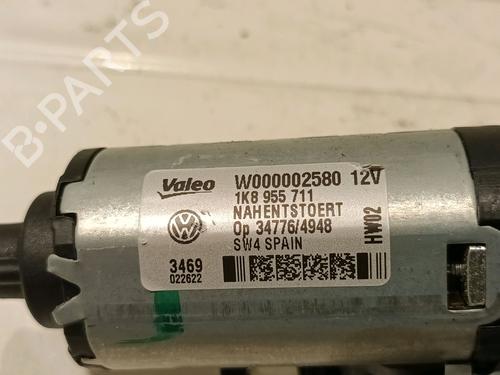 B-PARTS
Valeo W000002580 12V
1K8 955 711
NAHENTSTOERT
Op 34776/4948
SW4 SPAIN
HW02
3469
022622